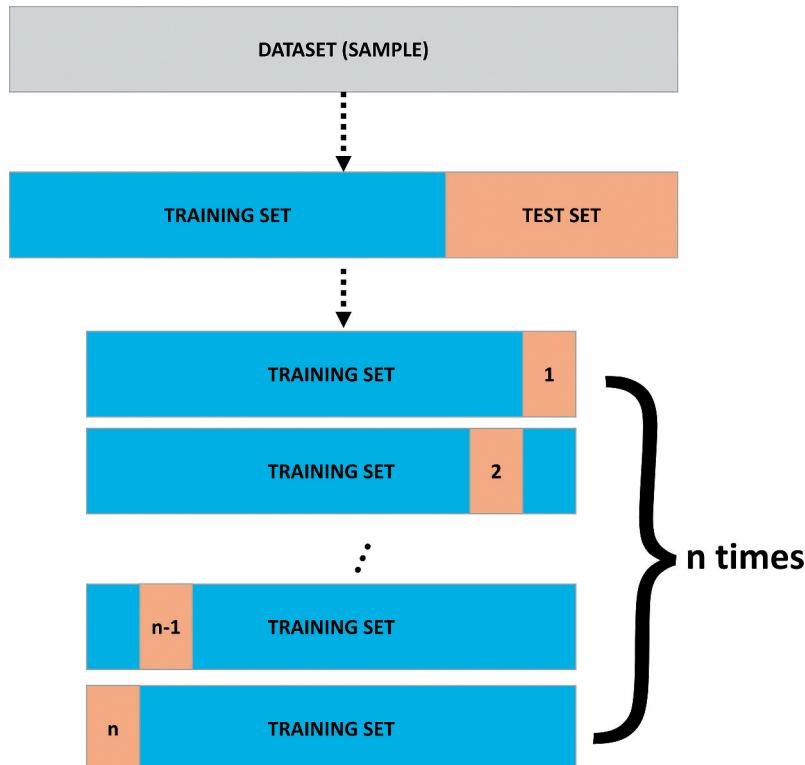 DATASET (SAMPLE)
TRAINING SET TEST SET
TRAINING SET 1
TRAINING SET 2
n times
n-1 TRAINING SET
n TRAINING SET